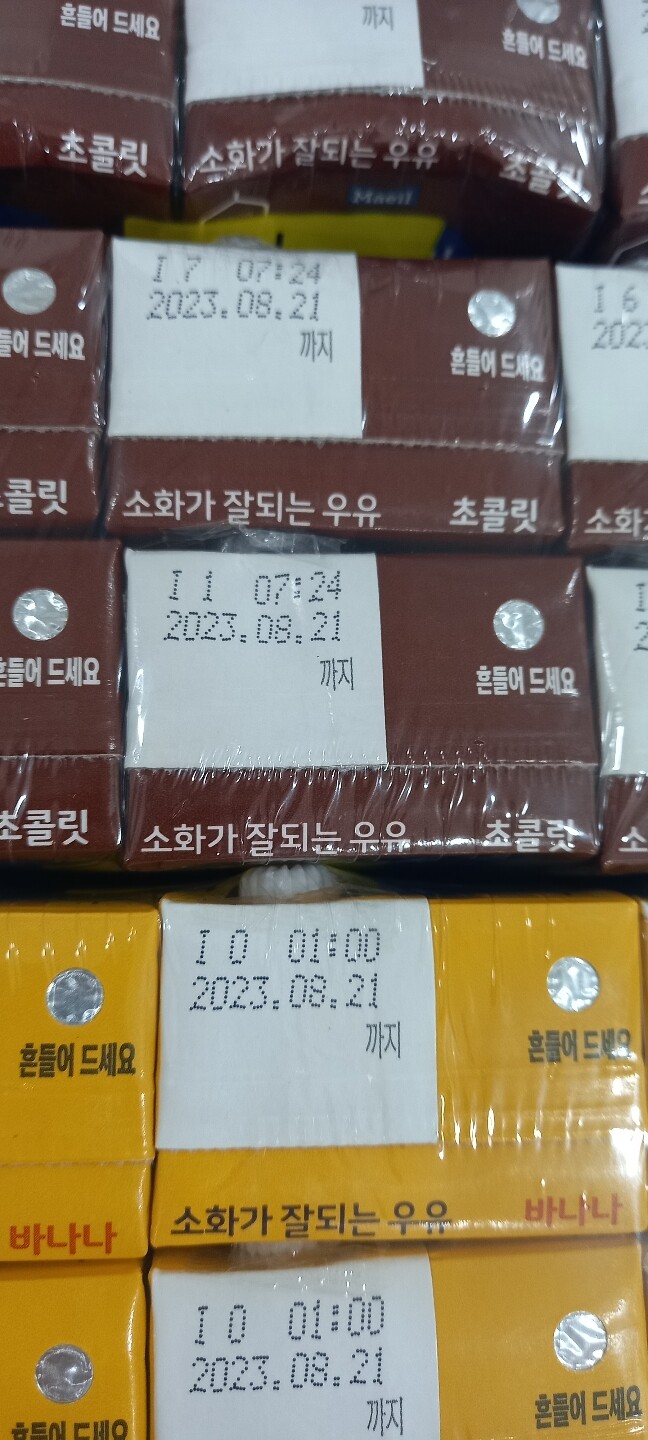 흔들어 드세요
까지
흔들어 드세요
초콜릿
소화가 잘되는 우유
초콜릿
Maeil
I 7 07:24
2023.08.21
까지
들어 드세요
흔들어 드세요
I 6
2023
콜릿
소화가 잘되는 우유
초콜릿
소화
I 1 07:24
2023.08.21
까지
흔들어 드세요
흔들어 드세요
초콜릿
소화가 잘되는 우유
초콜릿
소
I 0 01:00
2023.08.21
까지
흔들어 드세요
흔들어 드세요
바나나
소화가 잘되는 우유
바나나
I 0 01:00
2023.08.21
까지
흔들어 드세요
흔들어 드세요